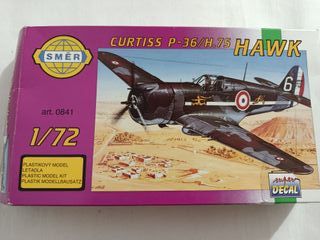 SMĚR
CURTISS P-36/H.75 HAWK
art. 0841
1/72
6
PLASTIKOVÝ MODEL
LETADLA
PLASTIC MODEL KIT
PLASTIK MODELLBAUSATZ
super
DECAL